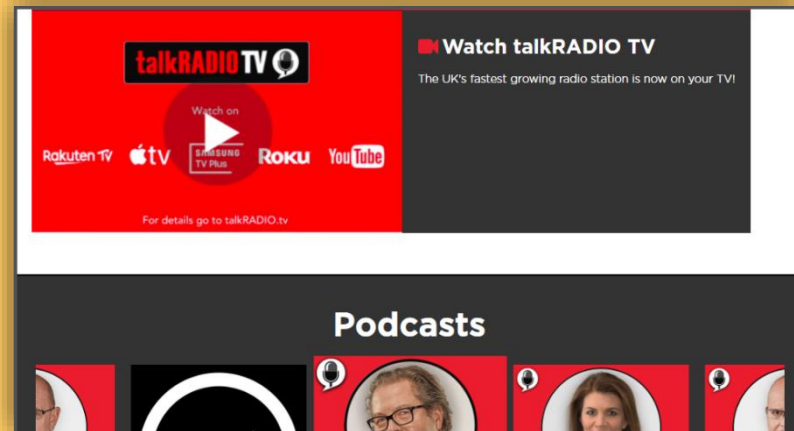 talkRADIO TV
Watch on
Rakuten TV tv SAMSUNG TV Plus ROKU YouTube
For details go to talkRADIO.tv
Watch talkRADIO TV
The UK's fastest growing radio station is now on your TV!
Podcasts